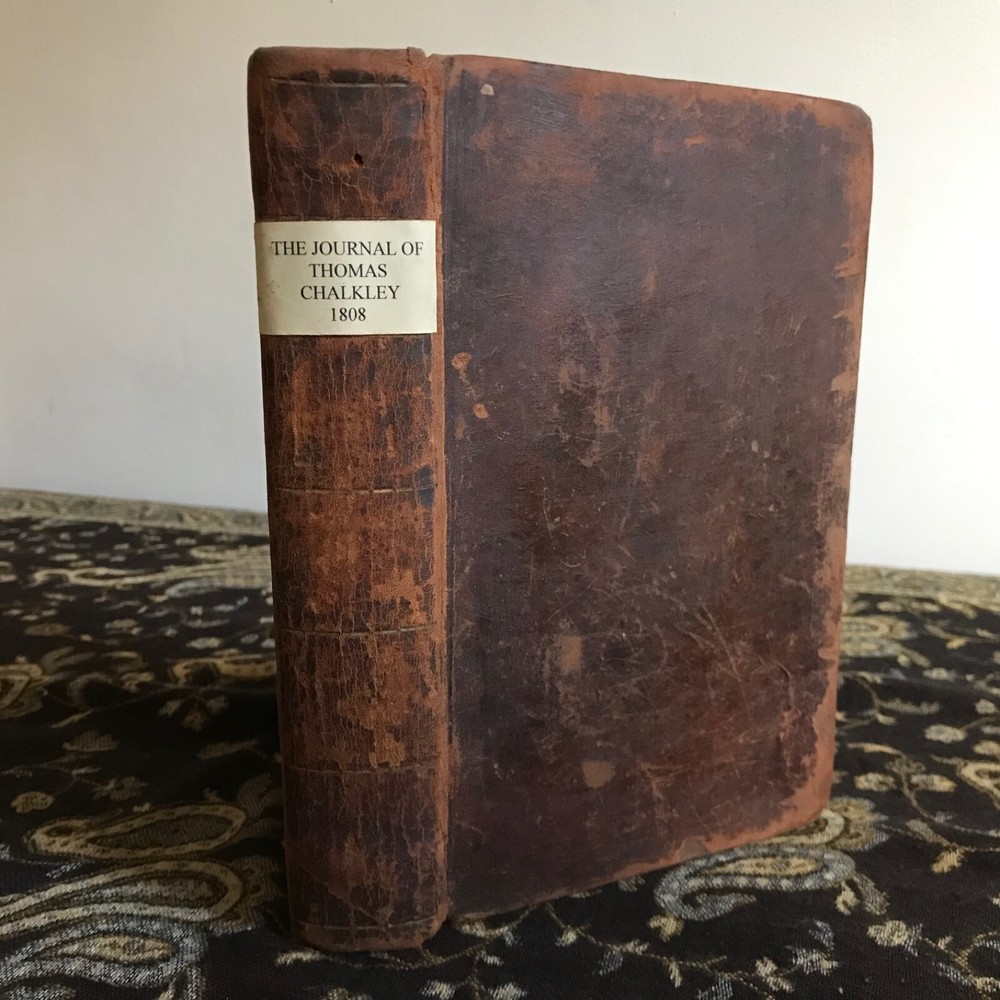 THE JOURNAL OF
THOMAS
CHALKLEY
1808